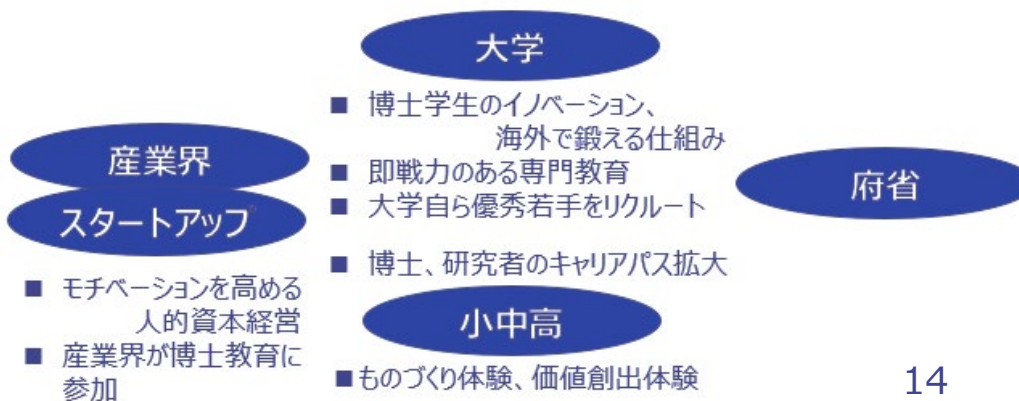 大学
■ 博士学生のイノベーション、
海外で鍛える仕組み
■ 即戦力のある専門教育
■ 大学自ら優秀若手をリクルート
■ 博士、研究者のキャリアパス拡大
産業界
スタートアップ
■ モチベーションを高める
人的資本経営
■ 産業界が博士教育に
参加
府省
小中高
■ものづくり体験、価値創出体験
14